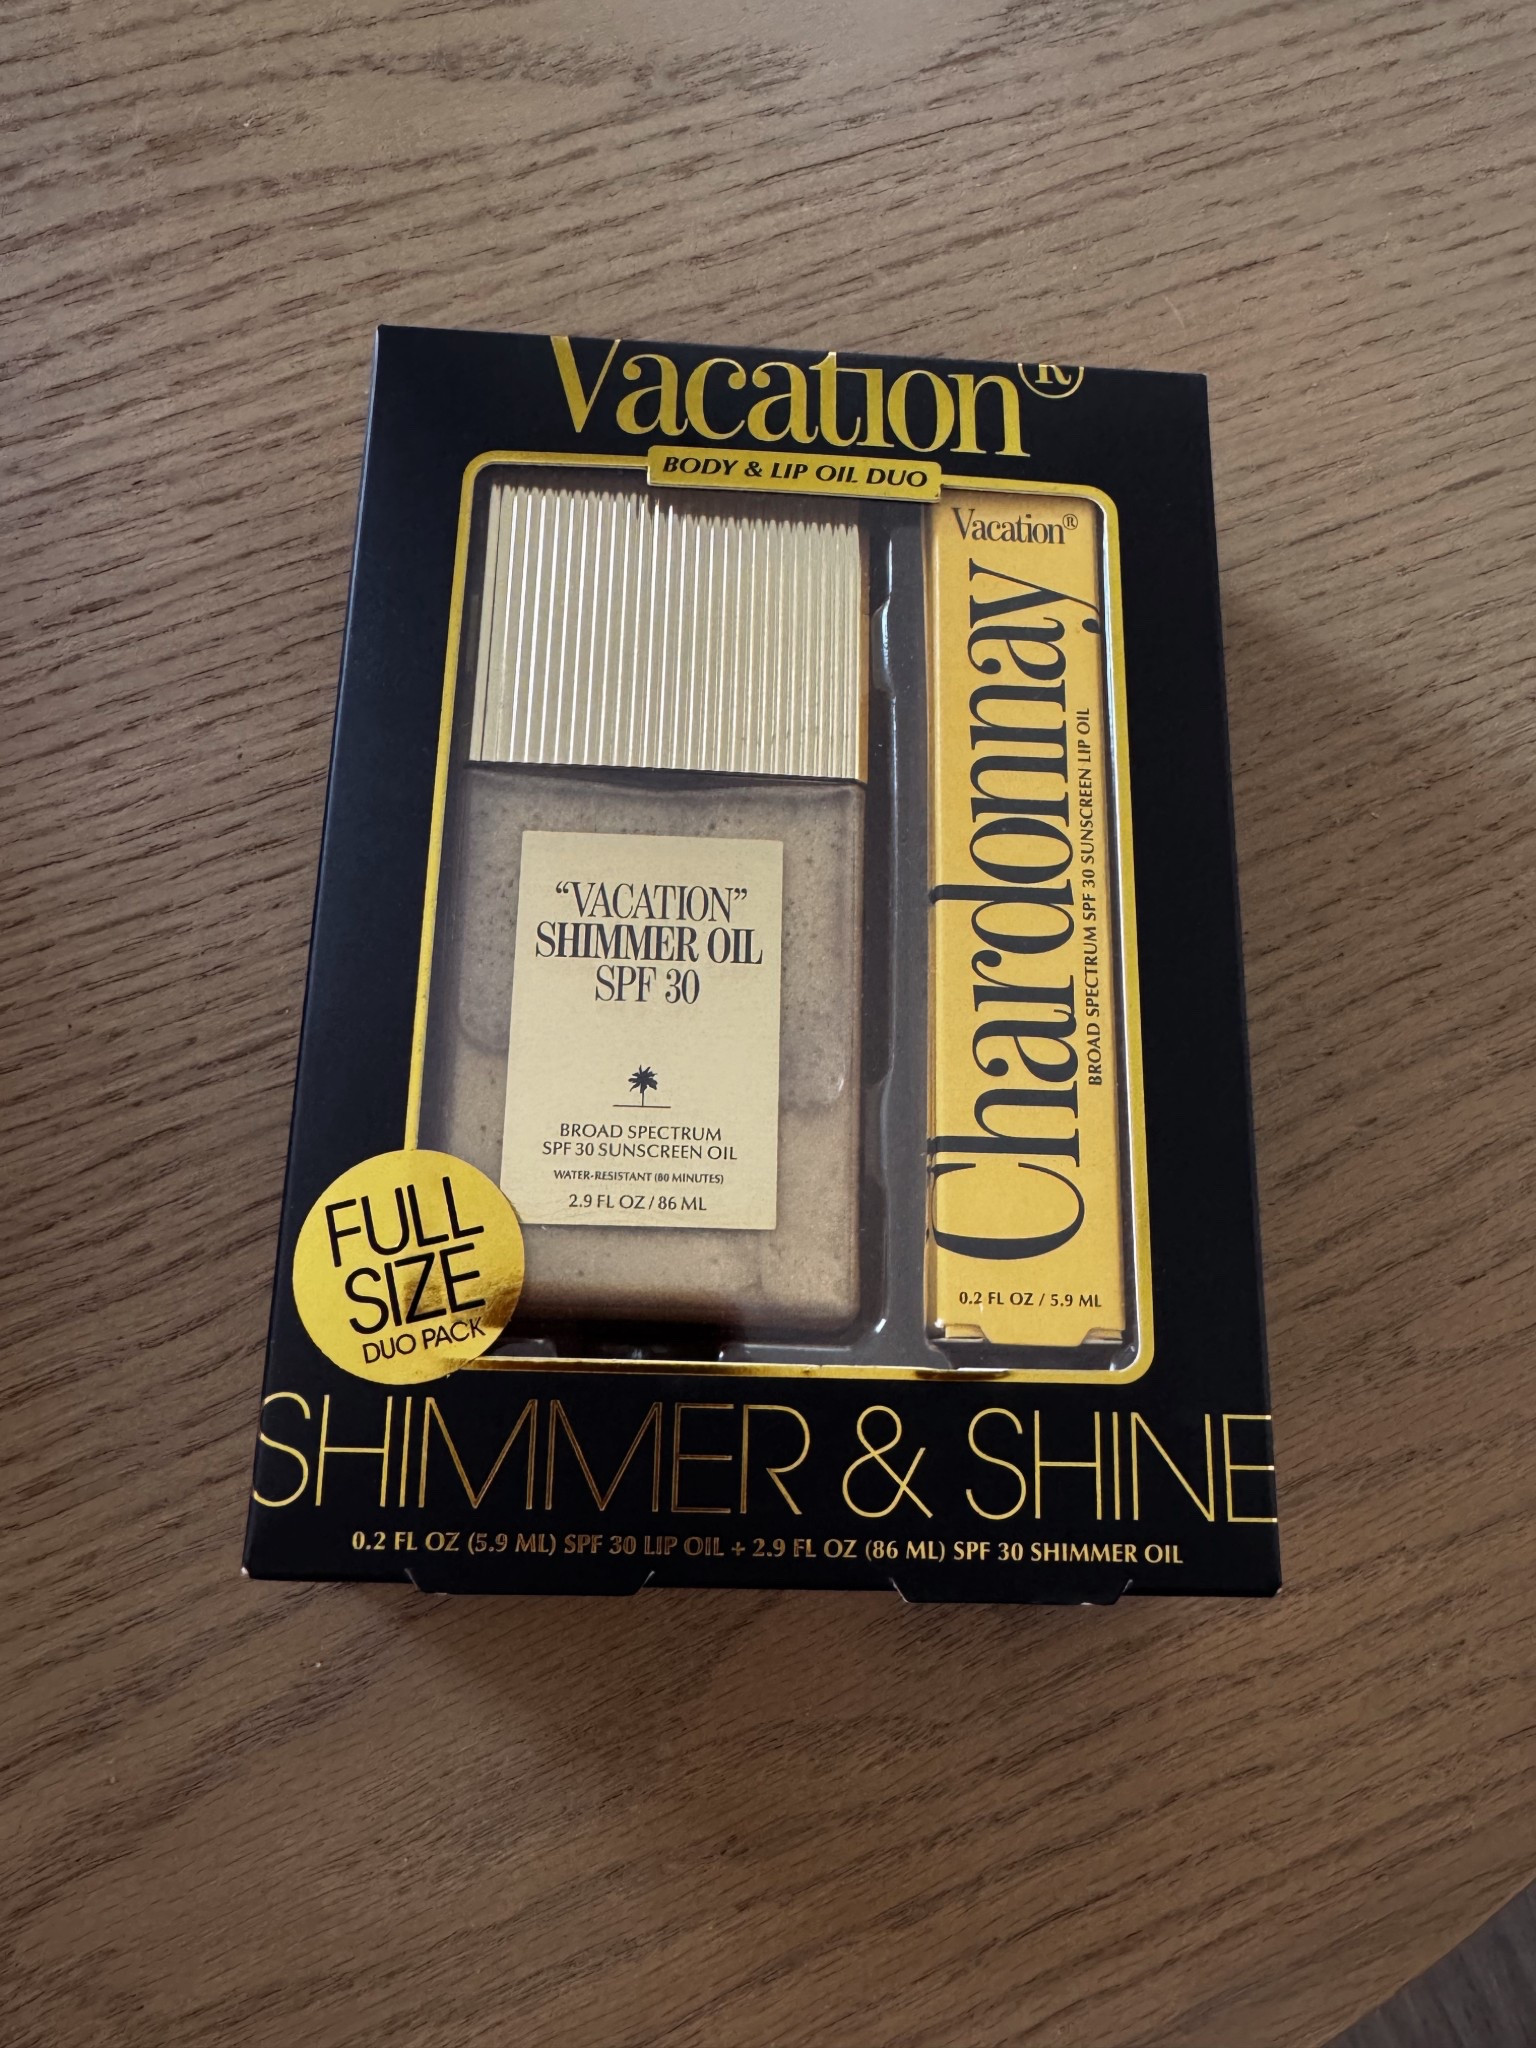 Vacation®
BODY & LIP OIL DUO
"VACATION"
SHIMMER OIL
SPF 30
BROAD SPECTRUM
SPF 30 SUNSCREEN OIL
WATER-RESISTANT (80 MINUTES)
2.9 FL OZ / 86 ML
Vacation®
Chardonnay
BROAD SPECTRUM SPF 30 SUNSCREEN LIP OIL
0.2 FL OZ / 5.9 ML
FULL
SIZE
DUO PACK
SHIMMER & SHINE
0.2 FL OZ (5.9 ML) SPF 30 LIP OIL + 2.9 FL OZ (86 ML) SPF 30 SHIMMER OIL